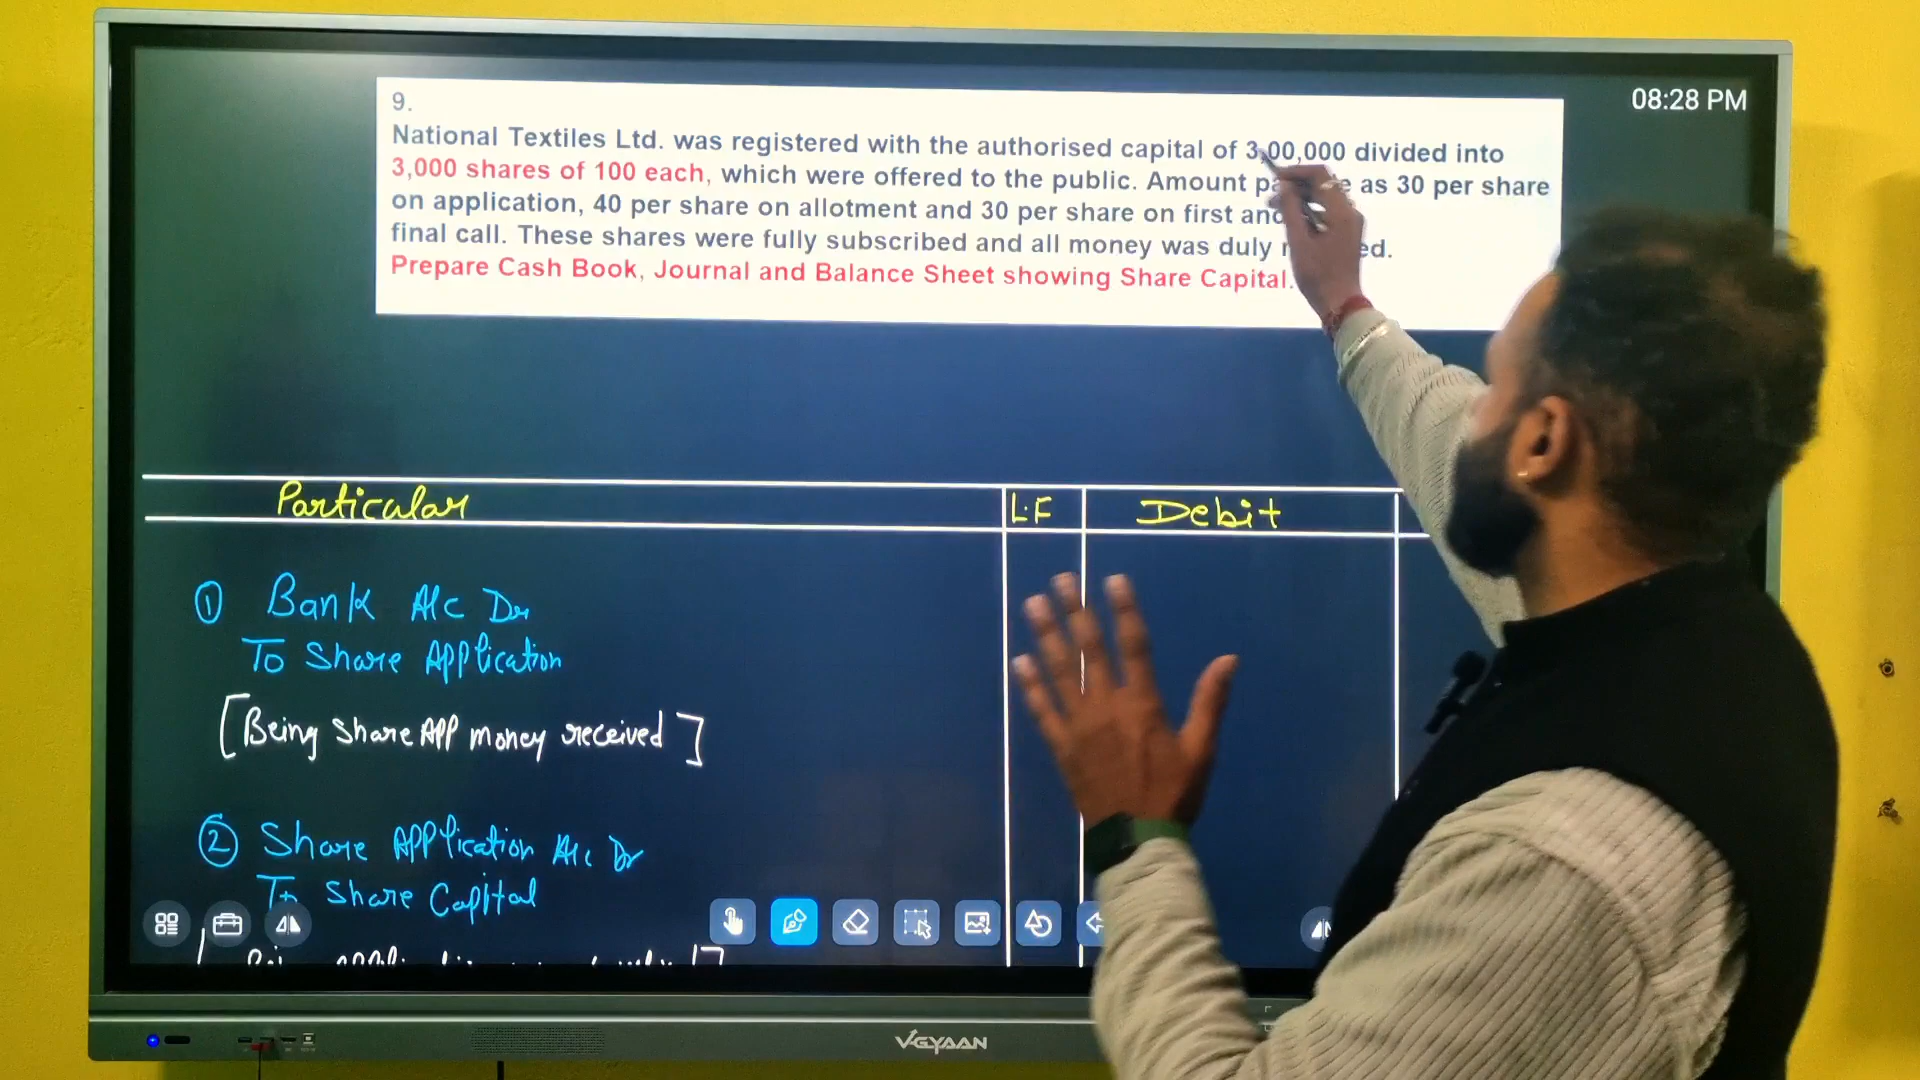 08:28 PM
9.
National Textiles Ltd. was registered with the authorised capital of 3,00,000 divided into
3,000 shares of 100 each, which were offered to the public. Amount as 30 per share
on application, 40 per share on allotment and 30 per share on first and
final call. These shares were fully subscribed and all money was duly
Prepare Cash Book, Journal and Balance Sheet showing Share Capital.
Particular L.F Debit
① Bank A/c Dr
To Share Application
[Being Share App money received]
② Share Application A/c Dr
To Share Capital
VGYAAN